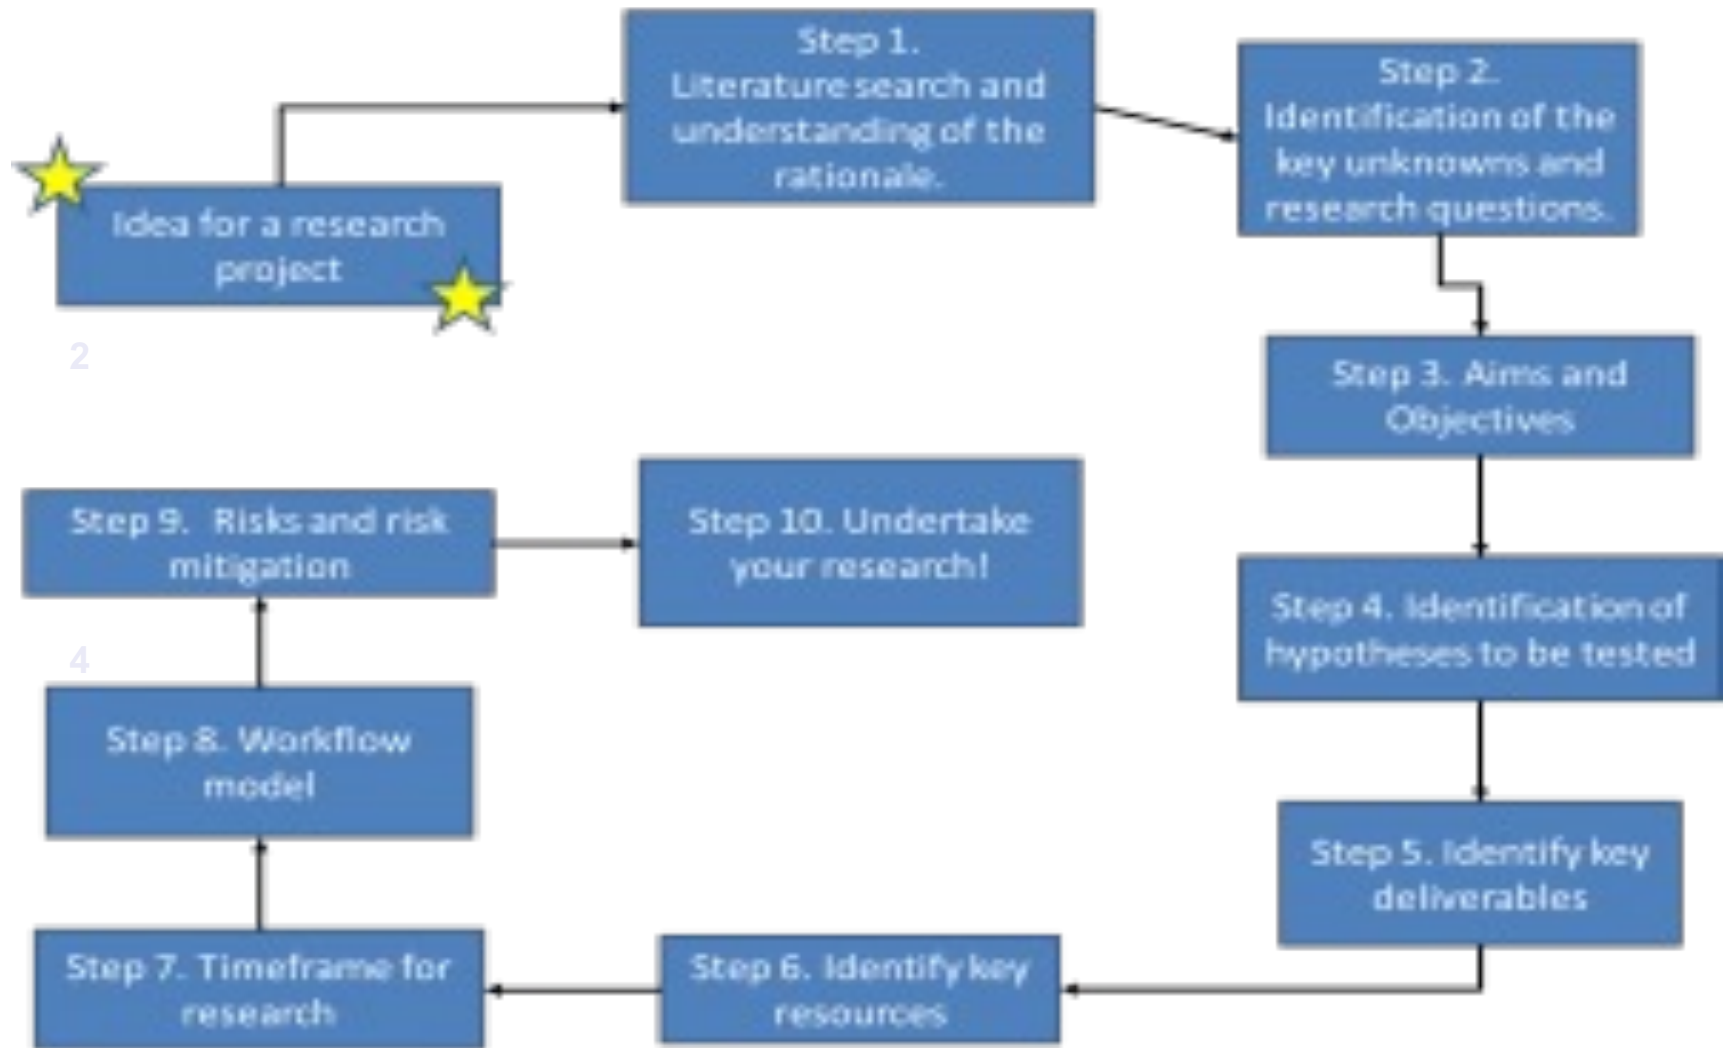 Idea for a research
project
Step 1.
Literature search and
understanding of the
rationale.
Step 2.
Identification of the
key unknowns and
research questions.
Step 3. Aims and
Objectives
Step 4. Identification of
hypotheses to be tested
Step 5. Identify key
deliverables
Step 6. Identify key
resources
Step 7. Timeframe for
research
Step 8. Workflow
model
Step 9. Risks and risk
mitigation
Step 10. Undertake
your research!
2
4